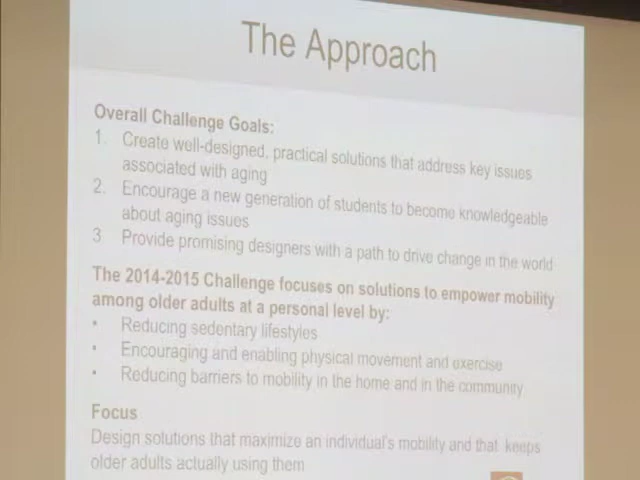 The Approach
Overall Challenge Goals:
1. Create well-designed, practical solutions that address key issues
associated with aging
2. Encourage a new generation of students to become knowledgeable
about aging issues
3 Provide promising designers with a path to drive change in the world
The 2014-2015 Challenge focuses on solutions to empower mobility
among older adults at a personal level by:
• Reducing sedentary lifestyles
• Encouraging and enabling physical movement and exercise
• Reducing barriers to mobility in the home and in the community
Focus
Design solutions that maximize an individual's mobility and that keeps
older adults actually using them